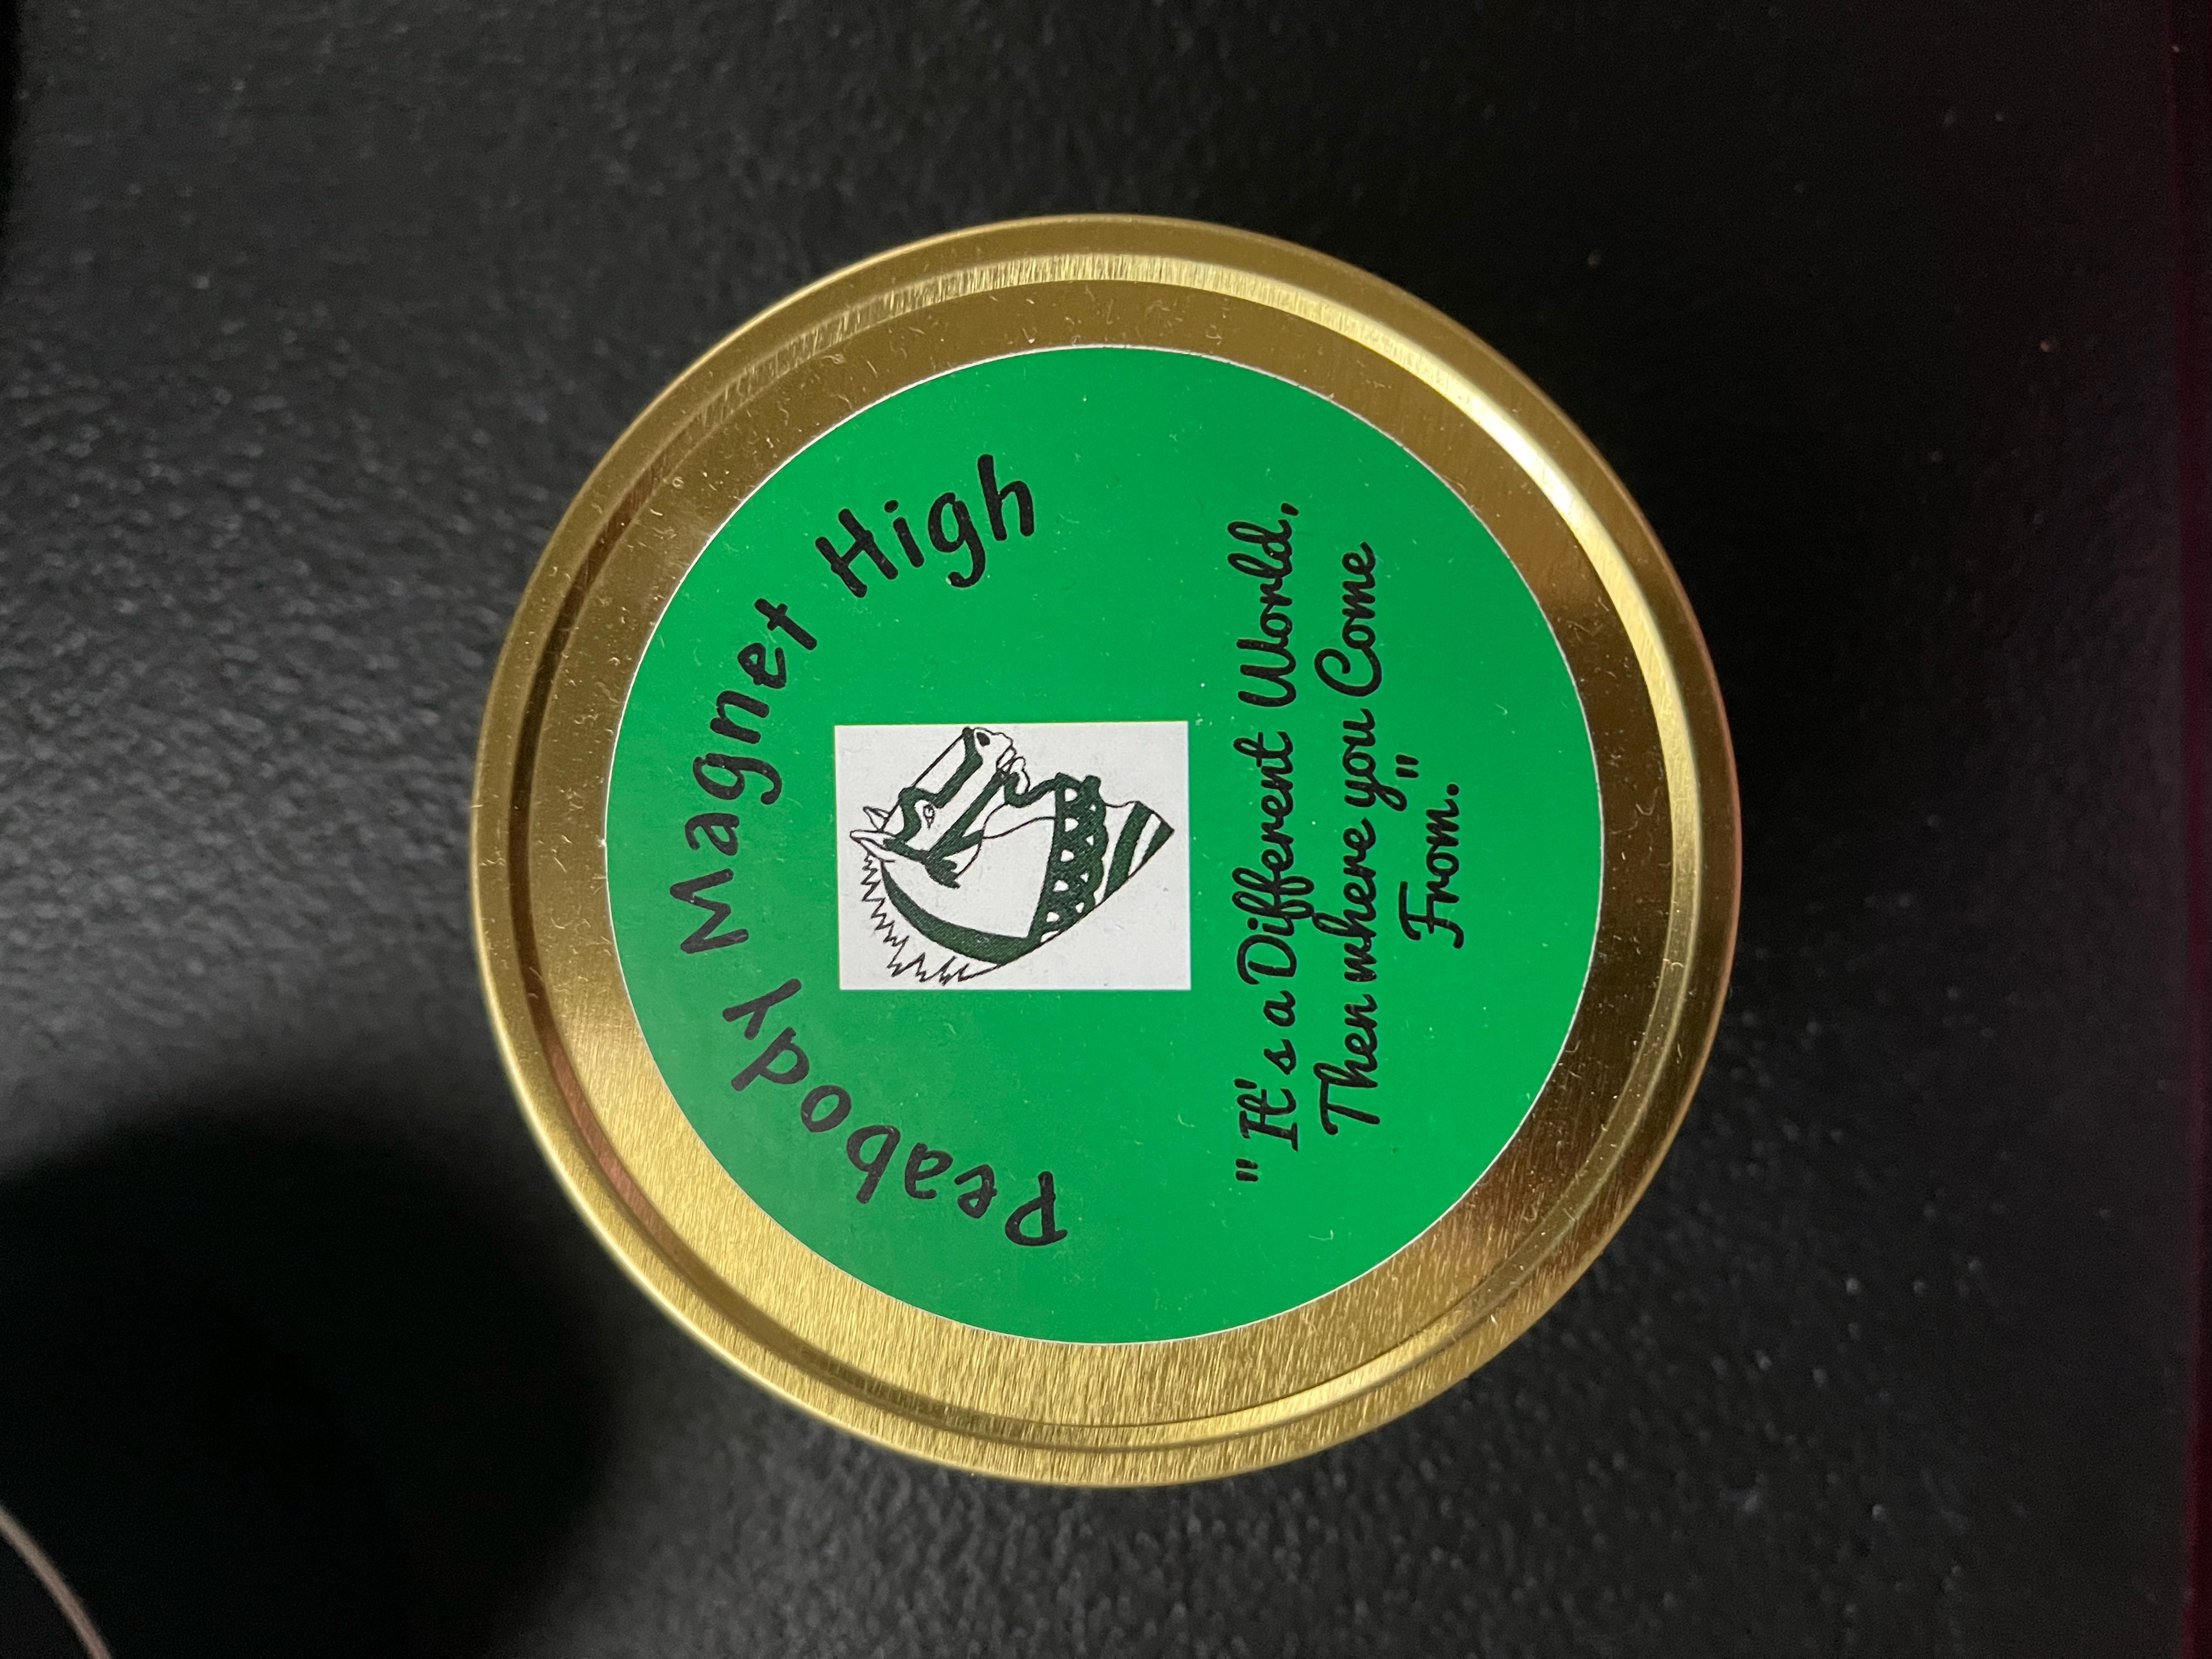 Peabody Magnet High
"It's a Different World,
Then where you Come
From."